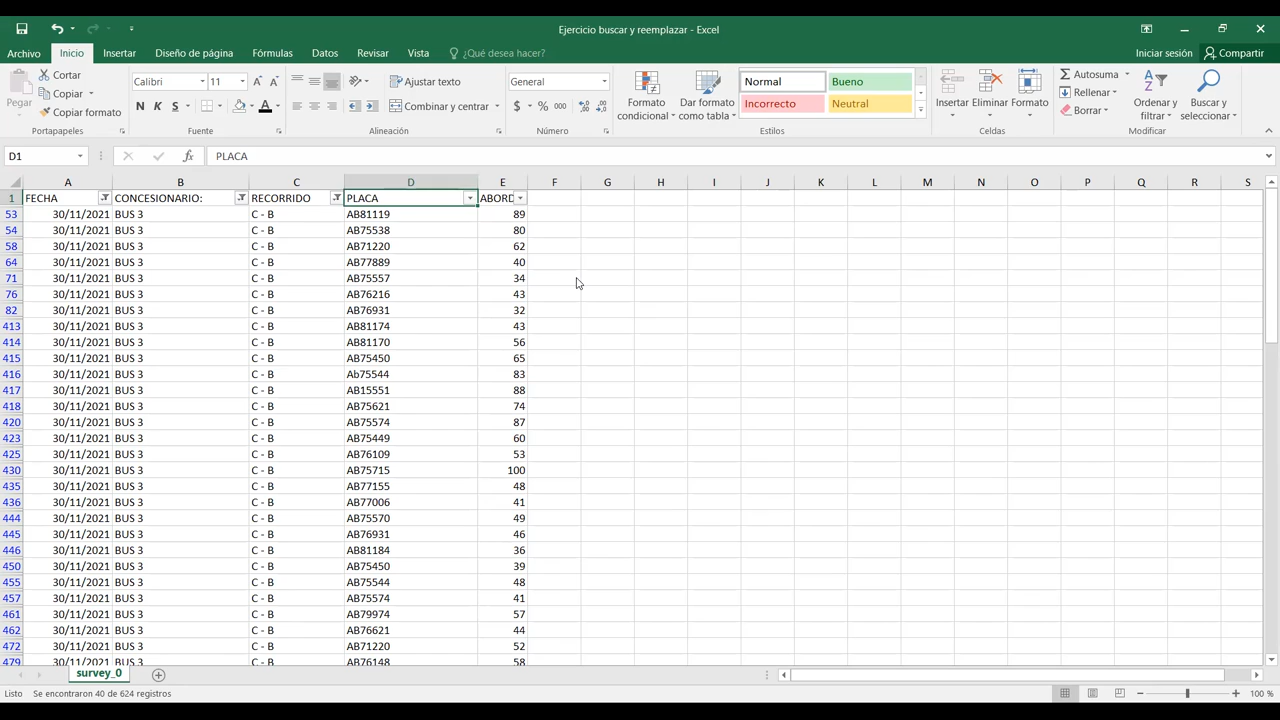 Ejercicio buscar y reemplazar - Excel
Archivo Inicio Insertar Diseño de página Fórmulas Datos Revisar Vista ¿Qué desea hacer? Iniciar sesión Compartir
Pegar Cortar Copiar Copiar formato
Calibri 11 N K S A
Ajustar texto Combinar y centrar
General $ % 000
Formato condicional Dar formato como tabla
Normal Bueno Incorrecto Neutral
Insertar Eliminar Formato
Autosuma Rellenar Borrar Ordenar y filtrar Buscar y seleccionar
Portapapeles Fuente Alineación Número Estilos Celdas Modificar
D1 fx PLACA
A B C D E F G H I J K L M N O P Q R S
1 FECHA CONCESIONARIO: RECORRIDO PLACA ABORD
53 30/11/2021 BUS 3 C - B AB81119 89
54 30/11/2021 BUS 3 C - B AB75538 80
58 30/11/2021 BUS 3 C - B AB71220 62
64 30/11/2021 BUS 3 C - B AB77889 40
71 30/11/2021 BUS 3 C - B AB75557 34
76 30/11/2021 BUS 3 C - B AB76216 43
82 30/11/2021 BUS 3 C - B AB76931 32
413 30/11/2021 BUS 3 C - B AB81174 43
414 30/11/2021 BUS 3 C - B AB81170 56
415 30/11/2021 BUS 3 C - B AB75450 65
416 30/11/2021 BUS 3 C - B Ab75544 83
417 30/11/2021 BUS 3 C - B AB15551 88
418 30/11/2021 BUS 3 C - B AB75621 74
420 30/11/2021 BUS 3 C - B AB75574 87
423 30/11/2021 BUS 3 C - B AB75449 60
425 30/11/2021 BUS 3 C - B AB76109 53
430 30/11/2021 BUS 3 C - B AB75715 100
435 30/11/2021 BUS 3 C - B AB77155 48
436 30/11/2021 BUS 3 C - B AB77006 41
444 30/11/2021 BUS 3 C - B AB75570 49
445 30/11/2021 BUS 3 C - B AB76931 46
446 30/11/2021 BUS 3 C - B AB81184 36
450 30/11/2021 BUS 3 C - B AB75450 39
455 30/11/2021 BUS 3 C - B AB75544 48
457 30/11/2021 BUS 3 C - B AB75574 41
461 30/11/2021 BUS 3 C - B AB79974 57
462 30/11/2021 BUS 3 C - B AB76621 44
472 30/11/2021 BUS 3 C - B AB71220 52
479 30/11/2021 BUS 3 C - B AB76148 58
survey_0
Listo Se encontraron 40 de 624 registros 100 %